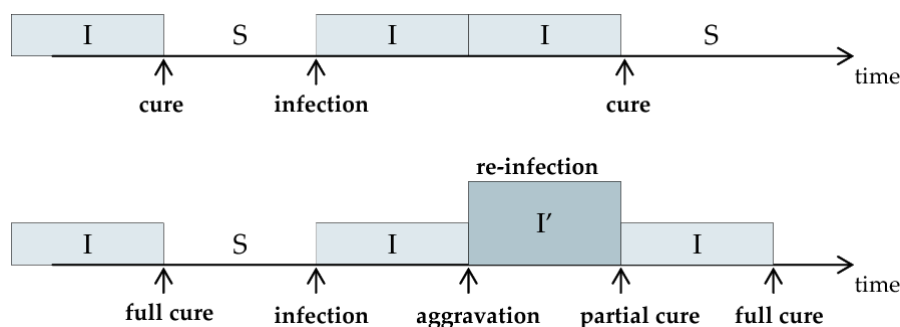 I S I I S
time
cure infection cure
re-infection
I S I I′ I
time
full cure infection aggravation partial cure full cure